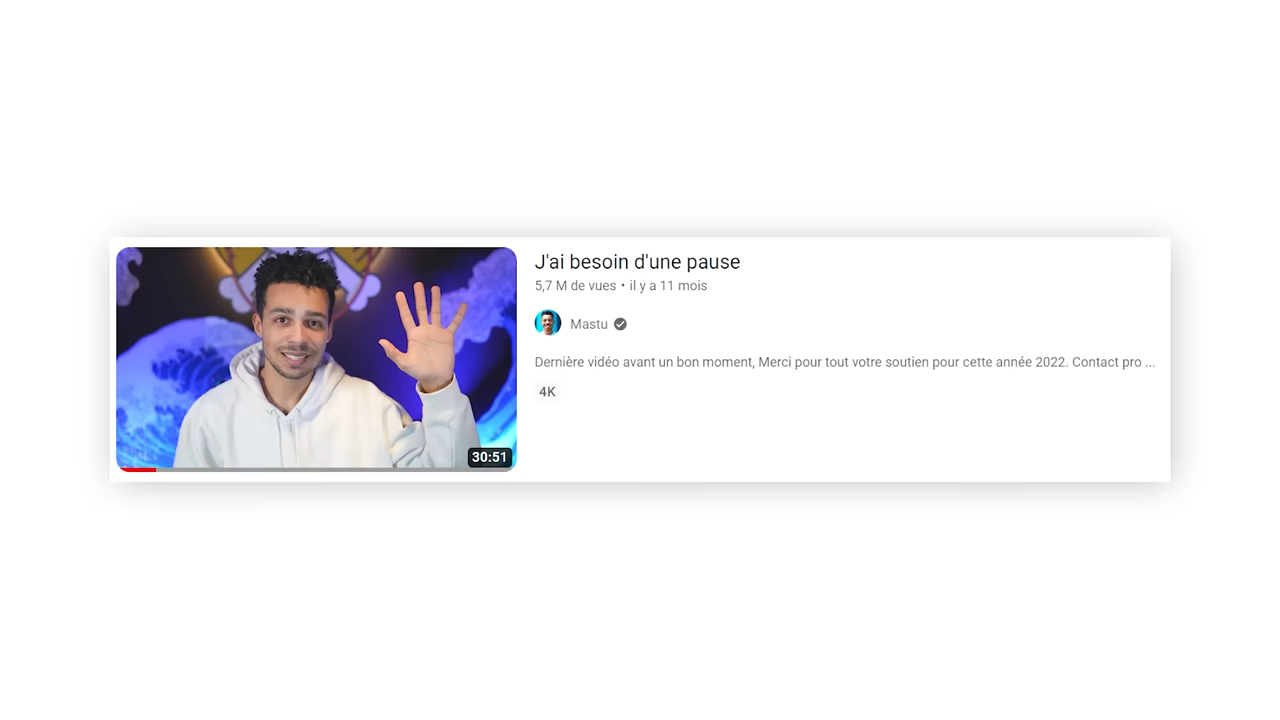 J'ai besoin d'une pause
5,7 M de vues • il y a 11 mois
Mastu
Dernière vidéo avant un bon moment, Merci pour tout votre soutien pour cette année 2022. Contact pro ...
4K
30:51